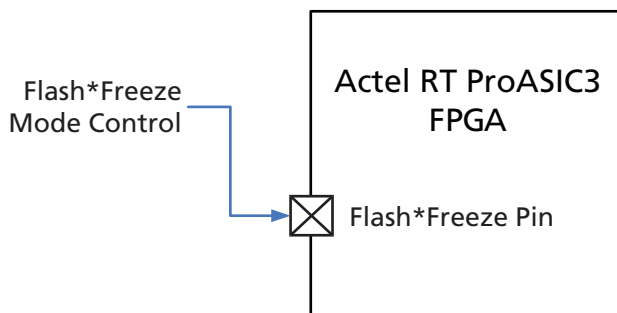 Flash*Freeze
Mode Control
Actel RT ProASIC3
FPGA
Flash*Freeze Pin